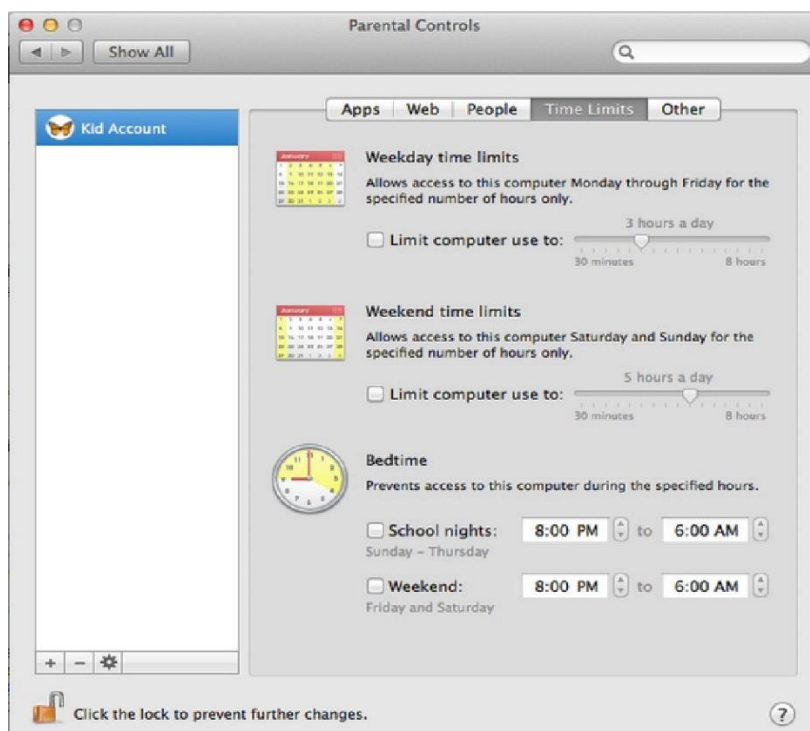 Parental Controls
Show All
Kid Account
Apps Web People Time Limits Other
Weekday time limits
Allows access to this computer Monday through Friday for the
specified number of hours only.
3 hours a day
Limit computer use to:
30 minutes 8 hours
Weekend time limits
Allows access to this computer Saturday and Sunday for the
specified number of hours only.
5 hours a day
Limit computer use to:
30 minutes 8 hours
Bedtime
Prevents access to this computer during the specified hours.
School nights: 8:00 PM to 6:00 AM
Sunday – Thursday
Weekend: 8:00 PM to 6:00 AM
Friday and Saturday
Click the lock to prevent further changes.
?